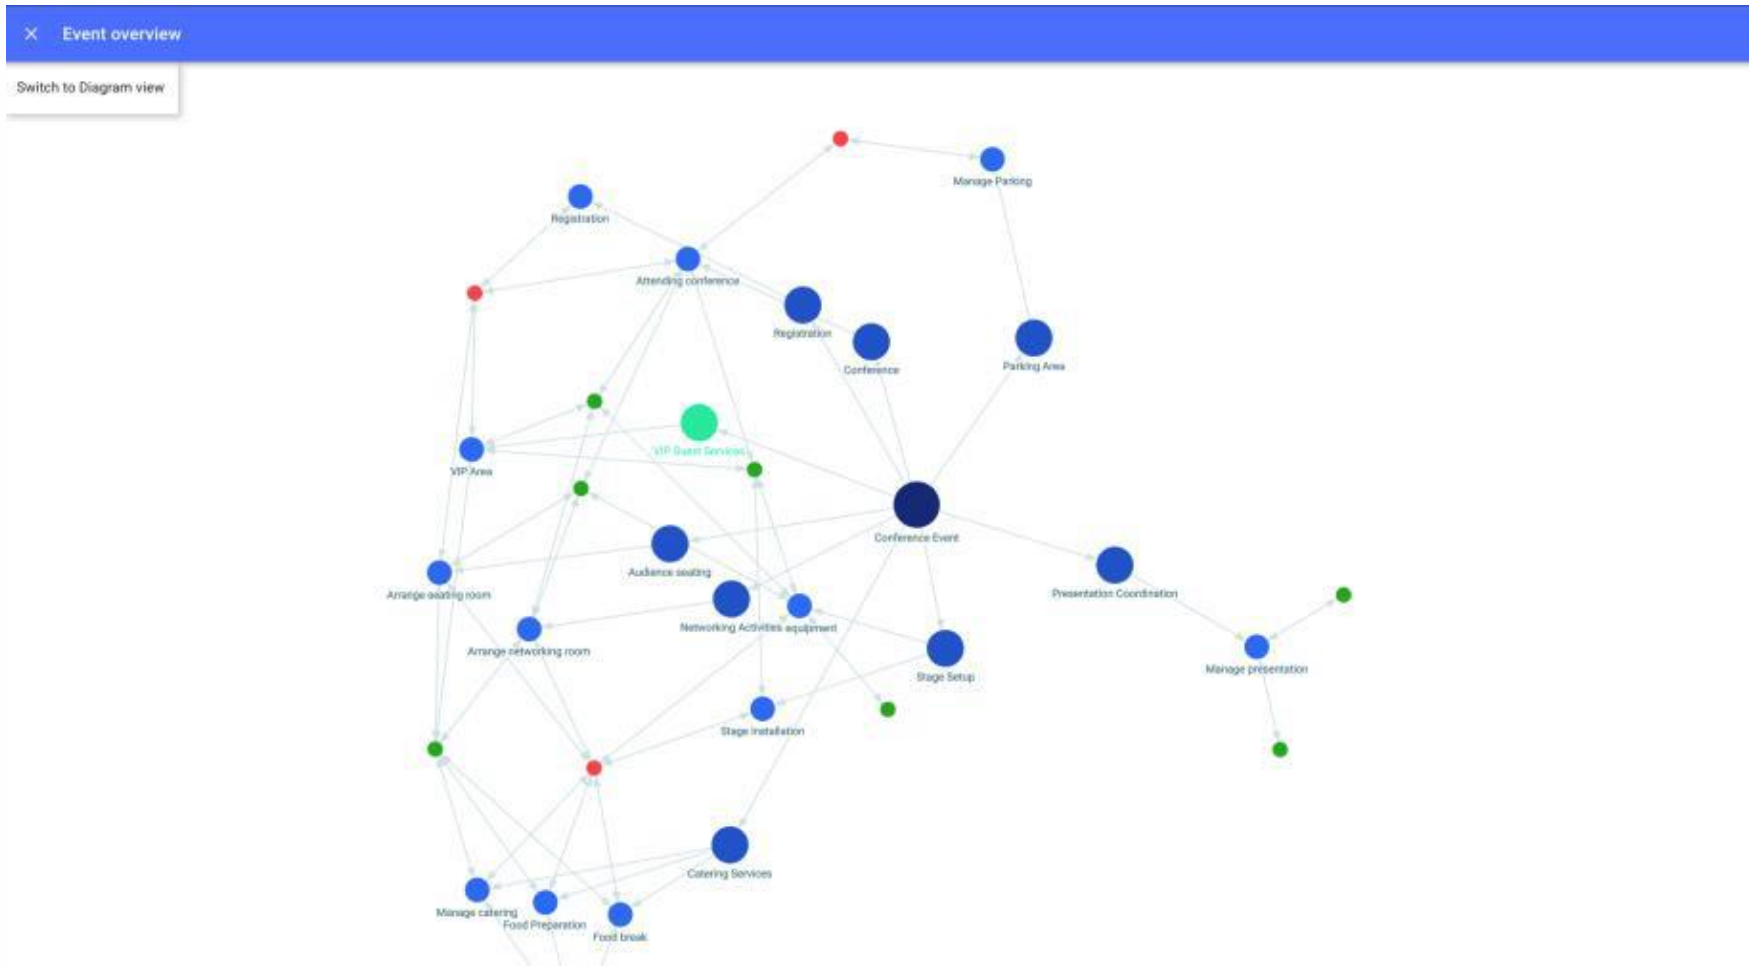 Event overview
Switch to Diagram view
Manage Parking
Registration
Attending conference
Registration
Conference
Parking Area
VIP Guest Services
VIP Area
Conference Event
Audience seating
Arrange seating room
Presentation Coordination
Networking Activities
equipment
Arrange networking room
Manage presentation
Stage Setup
Stage Installation
Catering Services
Manage catering
Food Preparation
Food break